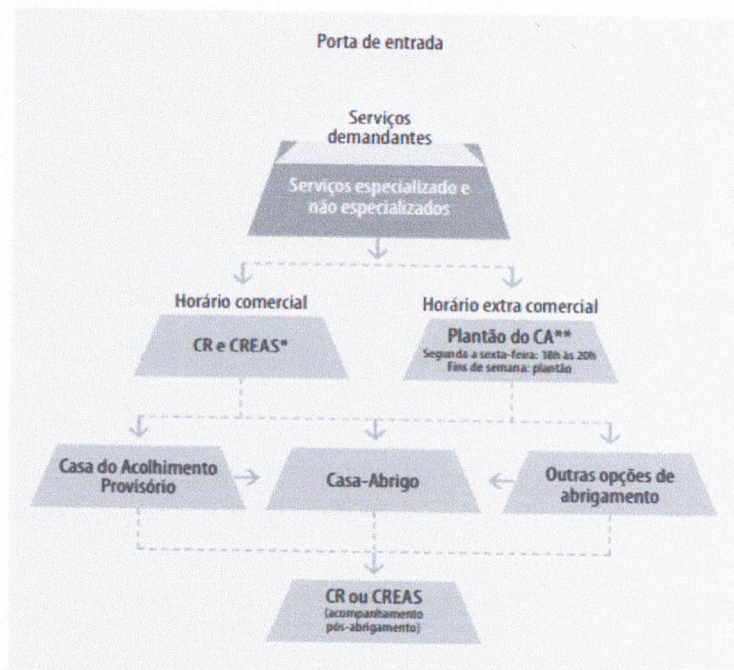 Porta de entrada
Serviços
demandantes
Serviços especializado e
não especializados
Horário comercial
CR e CREAS*
Horário extra comercial
Plantão do CA**
Segunda a sexta-feira: 18h às 20h
Fins de semana: plantão
Casa do Acolhimento
Provisório
Casa-Abrigo
Outras opções de
abrigamento
CR ou CREAS
(acompanhamento
pós-abrigamento)